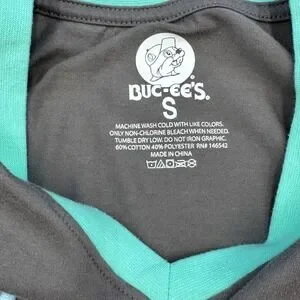 BUC-EE'S.
S
MACHINE WASH COLD WITH LIKE COLORS.
ONLY NON-CHLORINE BLEACH WHEN NEEDED.
TUMBLE DRY LOW. DO NOT IRON GRAPHIC.
60% COTTON 40% POLYESTER RN# 146542
MADE IN CHINA